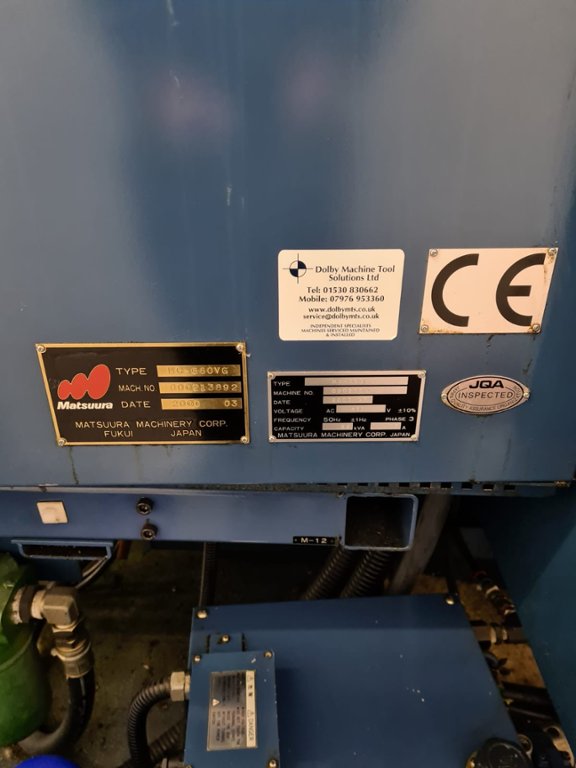 Dolby Machine Tool
Solutions Ltd
Tel: 01530 830662
Mobile: 07976 953360
www.dolbymts.co.uk
service@dolbymts.co.uk
INDEPENDENT SPECIALISTS
MACHINES SERVICED MAINTAINED
& INSTALLED
CE
Matsuura
TYPE
MACH.NO
DATE 2000 03
MATSUURA MACHINERY CORP.
FUKUI JAPAN
TYPE
MACHINE NO
DATE
VOLTAGE AC V ±10%
FREQUENCY 50Hz ±1Hz PHASE 3
CAPACITY kVA A
MATSUURA MACHINERY CORP. JAPAN
JQA
INSPECTED
M-12
DANGER